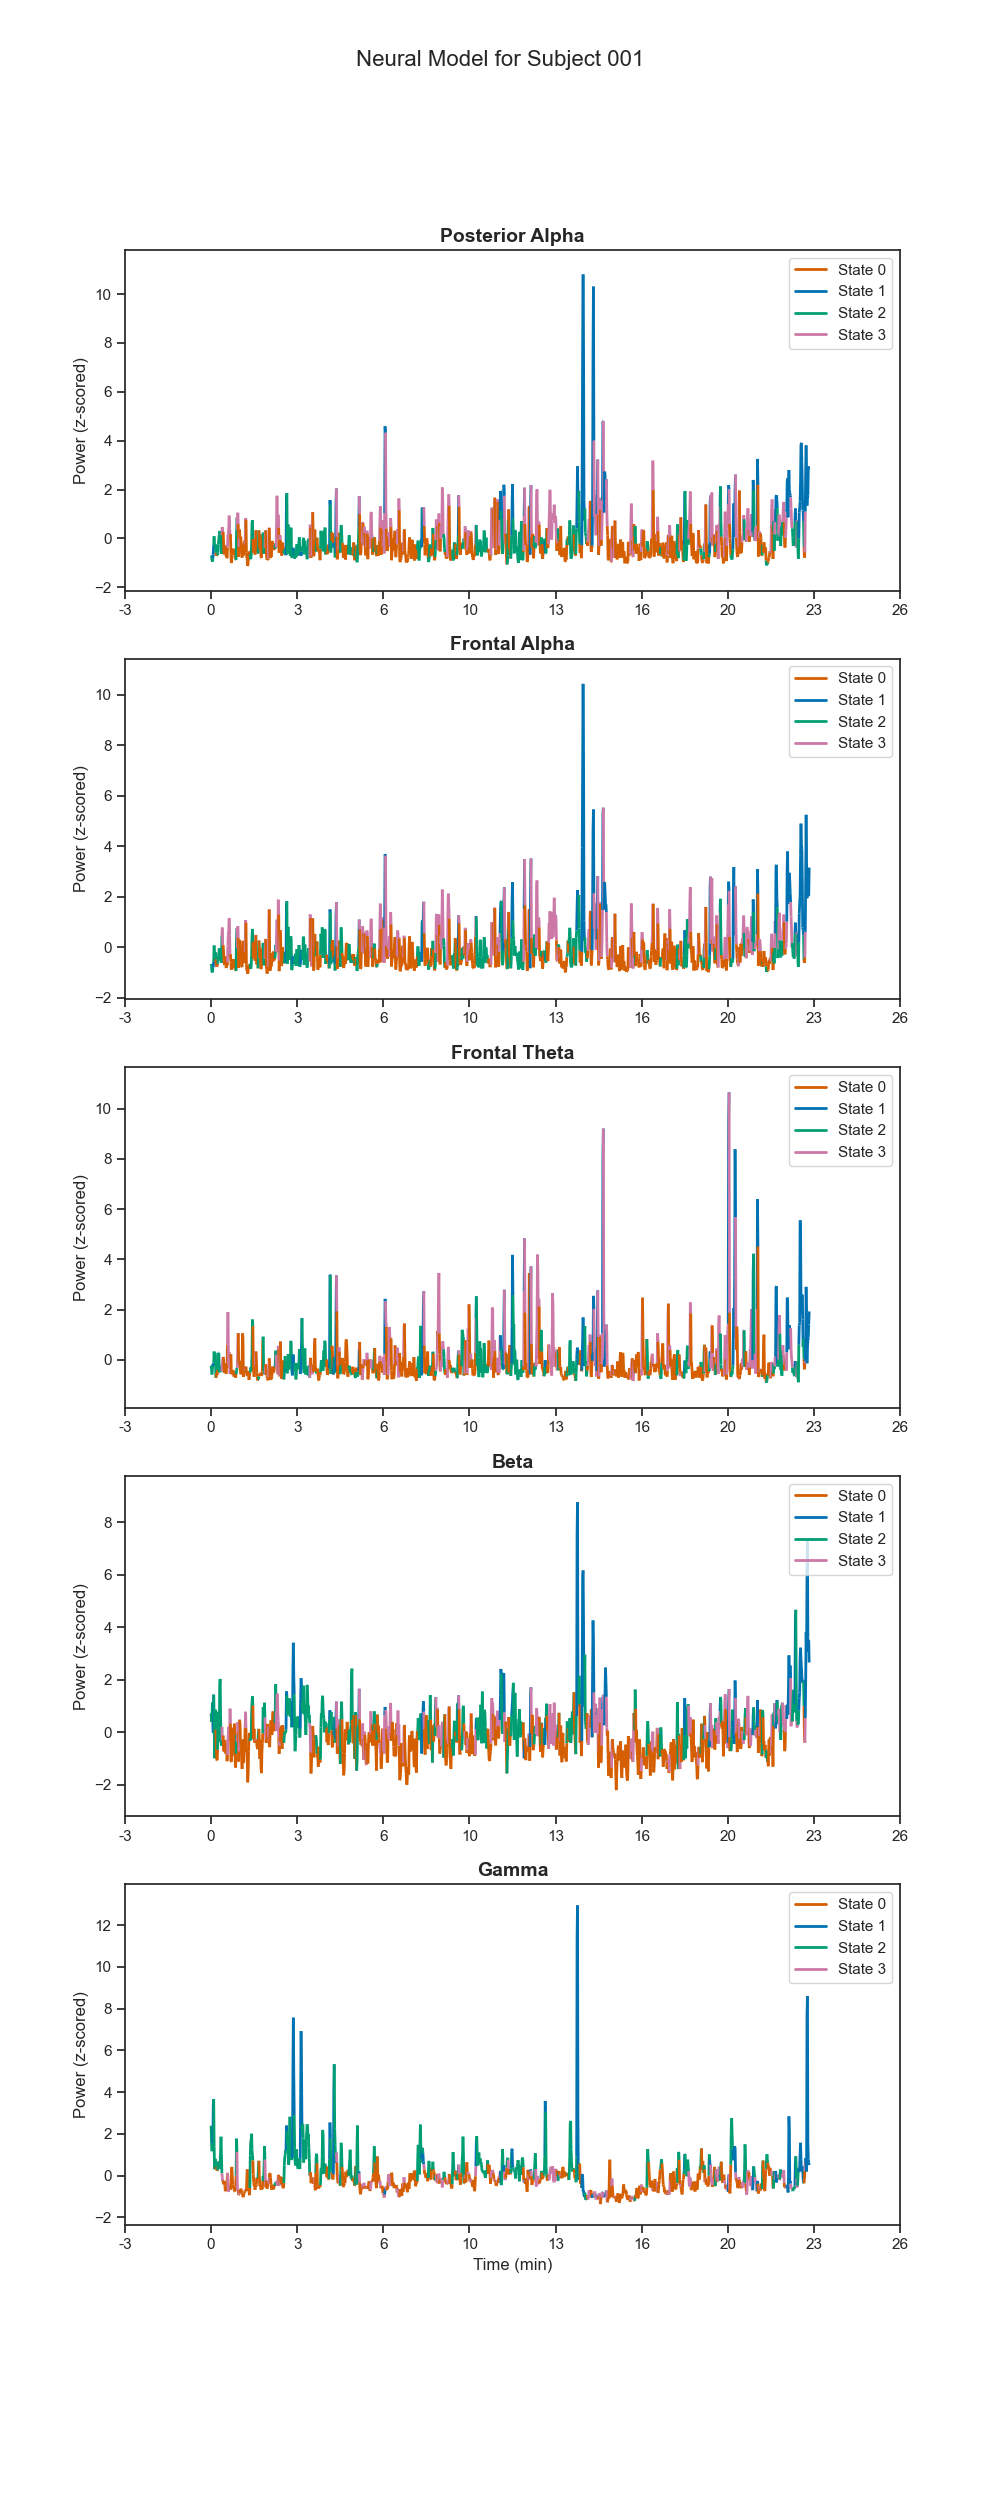 Neural Model for Subject 001
Posterior Alpha
Power (z-scored)
10
8
6
4
2
0
−2
State 0
State 1
State 2
State 3
-3 0 3 6 10 13 16 20 23 26
Frontal Alpha
Power (z-scored)
10
8
6
4
2
0
−2
State 0
State 1
State 2
State 3
-3 0 3 6 10 13 16 20 23 26
Frontal Theta
Power (z-scored)
10
8
6
4
2
0
State 0
State 1
State 2
State 3
-3 0 3 6 10 13 16 20 23 26
Beta
Power (z-scored)
8
6
4
2
0
−2
State 0
State 1
State 2
State 3
-3 0 3 6 10 13 16 20 23 26
Gamma
Power (z-scored)
12
10
8
6
4
2
0
−2
State 0
State 1
State 2
State 3
-3 0 3 6 10 13 16 20 23 26
Time (min)